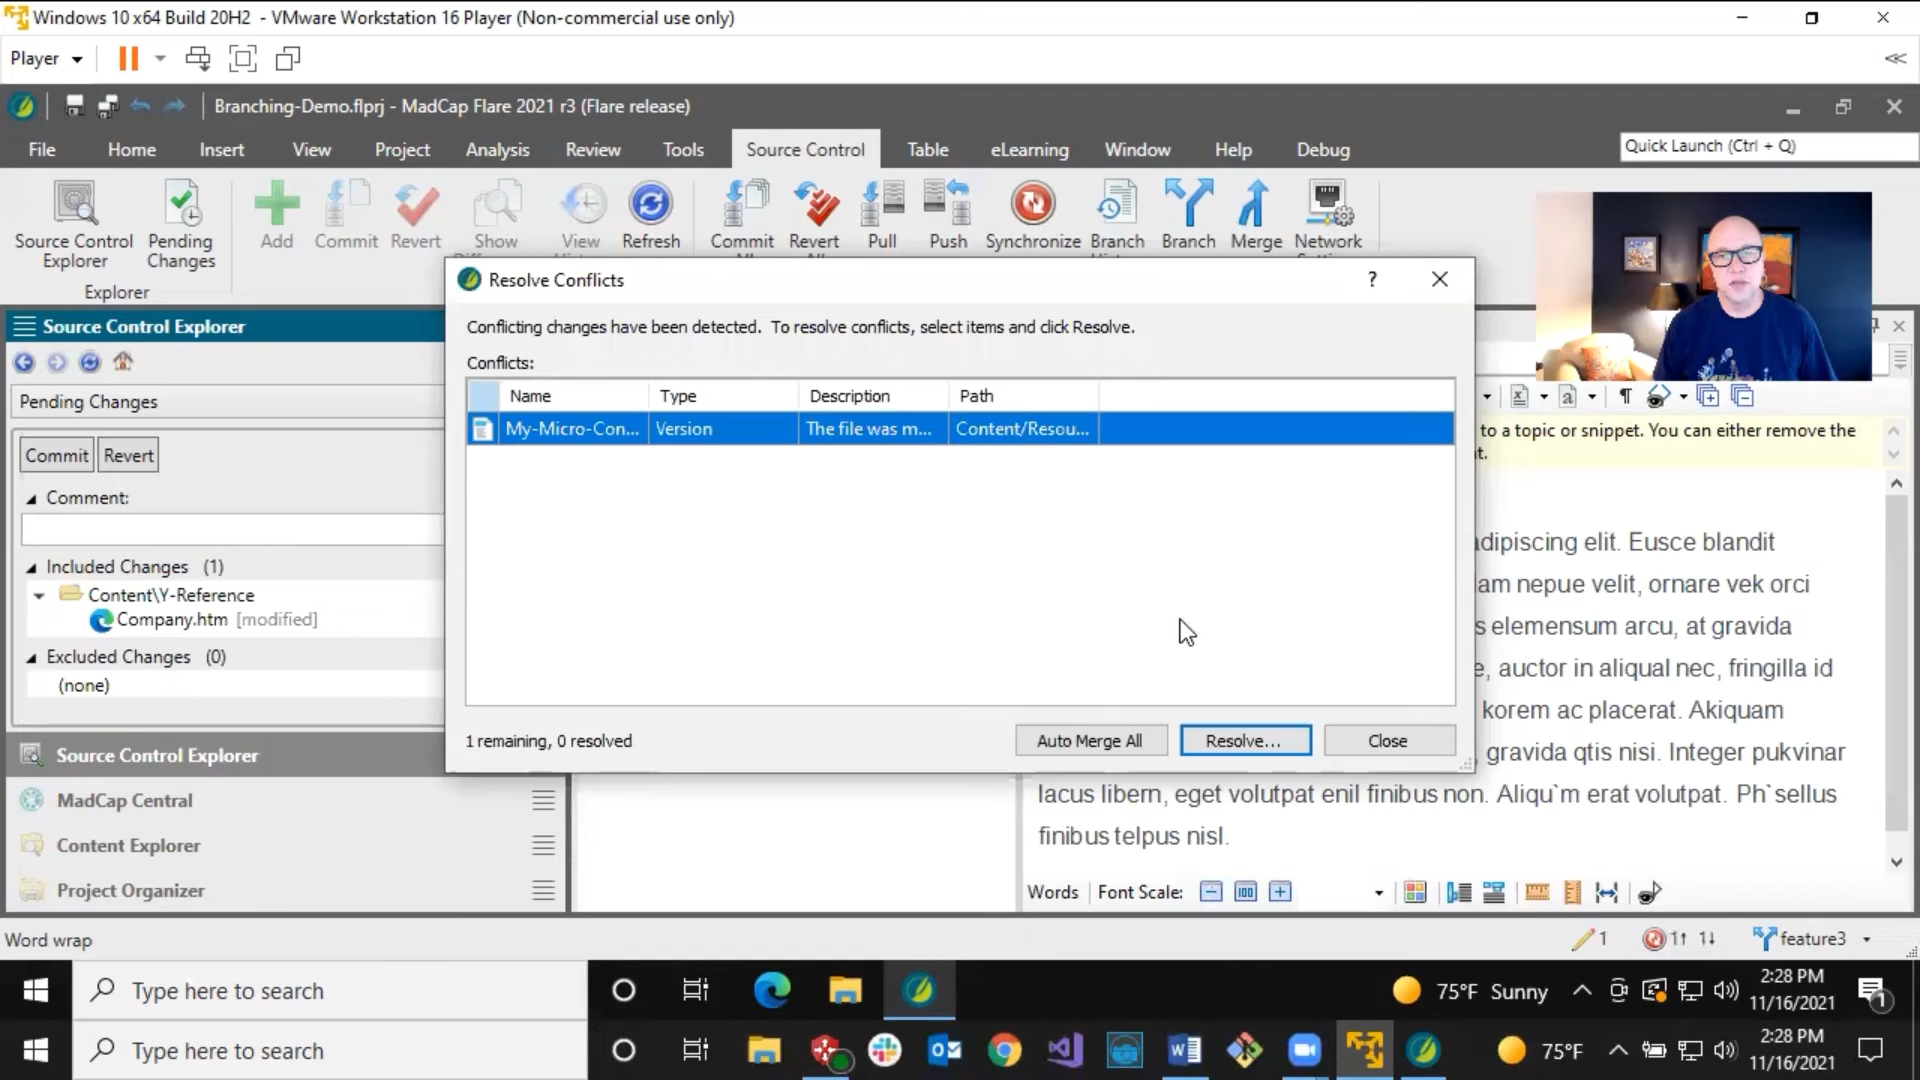 Windows 10 x64 Build 20H2 - VMware Workstation 16 Player (Non-commercial use only)
Player
Branching-Demo.flprj - MadCap Flare 2021 r3 (Flare release)
File Home Insert View Project Analysis Review Tools Source Control Table eLearning Window Help Debug
Quick Launch (Ctrl + Q)
Source Control Explorer
Pending Changes
Add
Commit
Revert
Show
View
Refresh
Commit
Revert
Pull
Push
Synchronize
Branch
Branch
Merge
Network
Explorer
Source Control Explorer
Pending Changes
Commit Revert
Comment:
Included Changes (1)
Content\Y-Reference
Company.htm [modified]
Excluded Changes (0)
(none)
Source Control Explorer
MadCap Central
Content Explorer
Project Organizer
Resolve Conflicts
?
Conflicting changes have been detected. To resolve conflicts, select items and click Resolve.
Conflicts:
Name Type Description Path
My-Micro-Con... Version The file was m... Content/Resou...
1 remaining, 0 resolved
Auto Merge All Resolve... Close
to a topic or snippet. You can either remove the
adipiscing elit. Eusce blandit
am nepue velit, ornare vek orci
s elemensum arcu, at gravida
e, auctor in aliqual nec, fringilla id
korem ac placerat. Akiquam
gravida qtis nisi. Integer pukvinar
lacus libern, eget volutpat enil finibus non. Aliqu`m erat volutpat. Ph`sellus
finibus telpus nisl.
Words Font Scale: 100
Word wrap
1 1 1 feature3
Type here to search
75°F Sunny
2:28 PM
11/16/2021
1
Type here to search
75°F
2:28 PM
11/16/2021